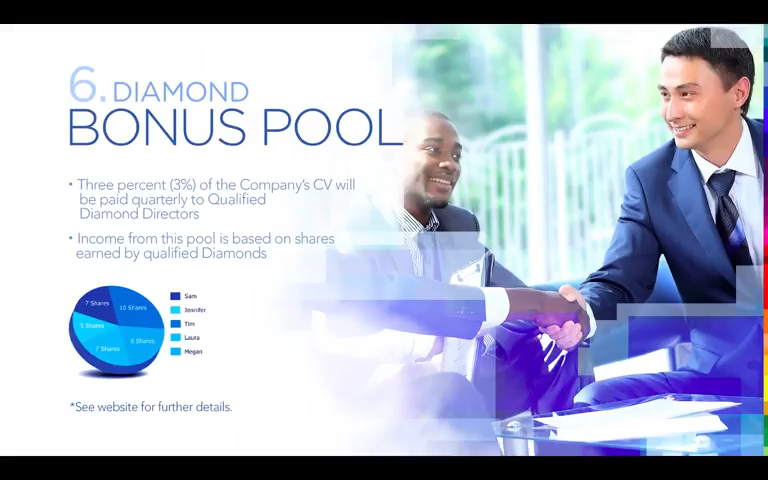 6. DIAMOND
BONUS POOL
• Three percent (3%) of the Company's CV will
be paid quarterly to Qualified
Diamond Directors
• Income from this pool is based on shares
earned by qualified Diamonds
7 Shares
10 Shares
5 Shares
8 Shares
7 Shares
Sam
Jennifer
Tim
Laura
Megan
*See website for further details.